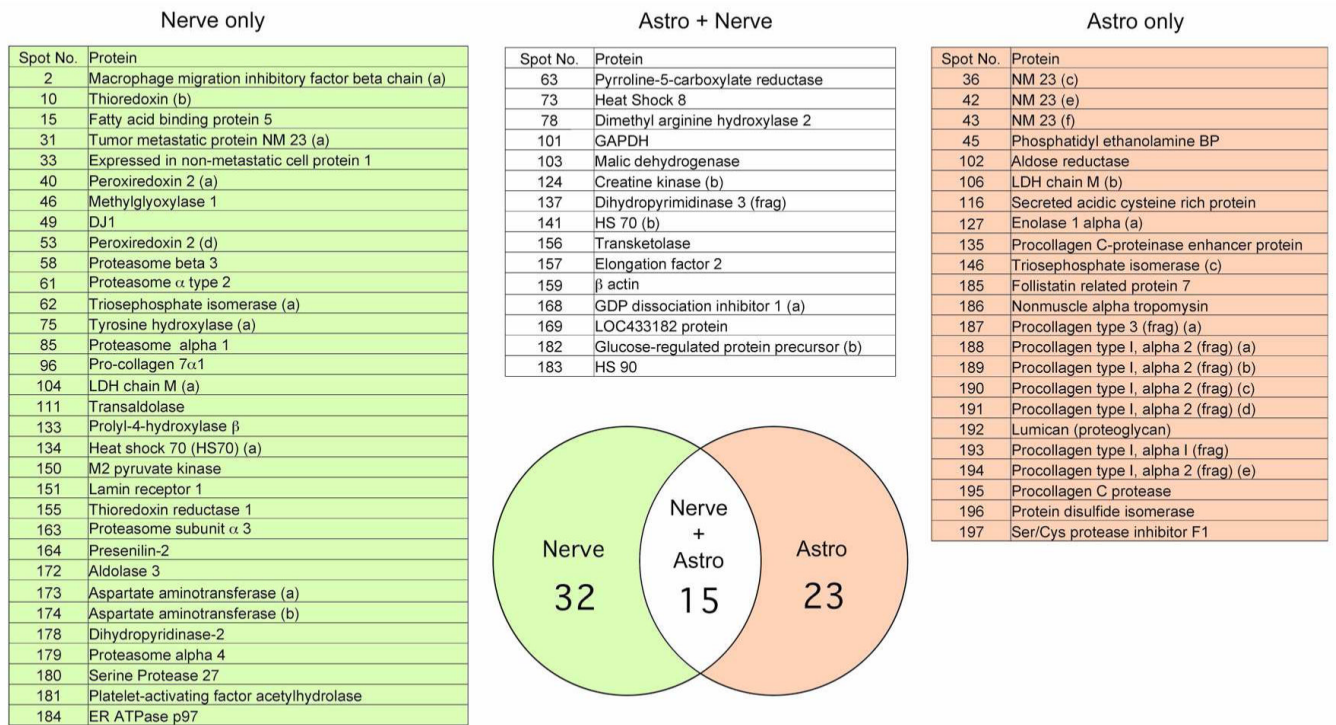 Nerve only
Spot No. Protein
2 Macrophage migration inhibitory factor beta chain (a)
10 Thioredoxin (b)
15 Fatty acid binding protein 5
31 Tumor metastatic protein NM 23 (a)
33 Expressed in non-metastatic cell protein 1
40 Peroxiredoxin 2 (a)
46 Methylglyoxylase 1
49 DJ1
53 Peroxiredoxin 2 (d)
58 Proteasome beta 3
61 Proteasome α type 2
62 Triosephosphate isomerase (a)
75 Tyrosine hydroxylase (a)
85 Proteasome alpha 1
96 Pro-collagen 7α1
104 LDH chain M (a)
111 Transaldolase
133 Prolyl-4-hydroxylase β
134 Heat shock 70 (HS70) (a)
150 M2 pyruvate kinase
151 Lamin receptor 1
155 Thioredoxin reductase 1
163 Proteasome subunit α 3
164 Presenilin-2
172 Aldolase 3
173 Aspartate aminotransferase (a)
174 Aspartate aminotransferase (b)
178 Dihydropyridinase-2
179 Proteasome alpha 4
180 Serine Protease 27
181 Platelet-activating factor acetylhydrolase
184 ER ATPase p97
Astro + Nerve
Spot No. Protein
63 Pyrroline-5-carboxylate reductase
73 Heat Shock 8
78 Dimethyl arginine hydroxylase 2
101 GAPDH
103 Malic dehydrogenase
124 Creatine kinase (b)
137 Dihydropyrimidinase 3 (frag)
141 HS 70 (b)
156 Transketolase
157 Elongation factor 2
159 β actin
168 GDP dissociation inhibitor 1 (a)
169 LOC433182 protein
182 Glucose-regulated protein precursor (b)
183 HS 90
Nerve
32
Nerve
+
Astro
15
Astro
23
Astro only
Spot No. Protein
36 NM 23 (c)
42 NM 23 (e)
43 NM 23 (f)
45 Phosphatidyl ethanolamine BP
102 Aldose reductase
106 LDH chain M (b)
116 Secreted acidic cysteine rich protein
127 Enolase 1 alpha (a)
135 Procollagen C-proteinase enhancer protein
146 Triosephosphate isomerase (c)
185 Follistatin related protein 7
186 Nonmuscle alpha tropomysin
187 Procollagen type 3 (frag) (a)
188 Procollagen type I, alpha 2 (frag) (a)
189 Procollagen type I, alpha 2 (frag) (b)
190 Procollagen type I, alpha 2 (frag) (c)
191 Procollagen type I, alpha 2 (frag) (d)
192 Lumican (proteoglycan)
193 Procollagen type I, alpha I (frag)
194 Procollagen type I, alpha 2 (frag) (e)
195 Procollagen C protease
196 Protein disulfide isomerase
197 Ser/Cys protease inhibitor F1